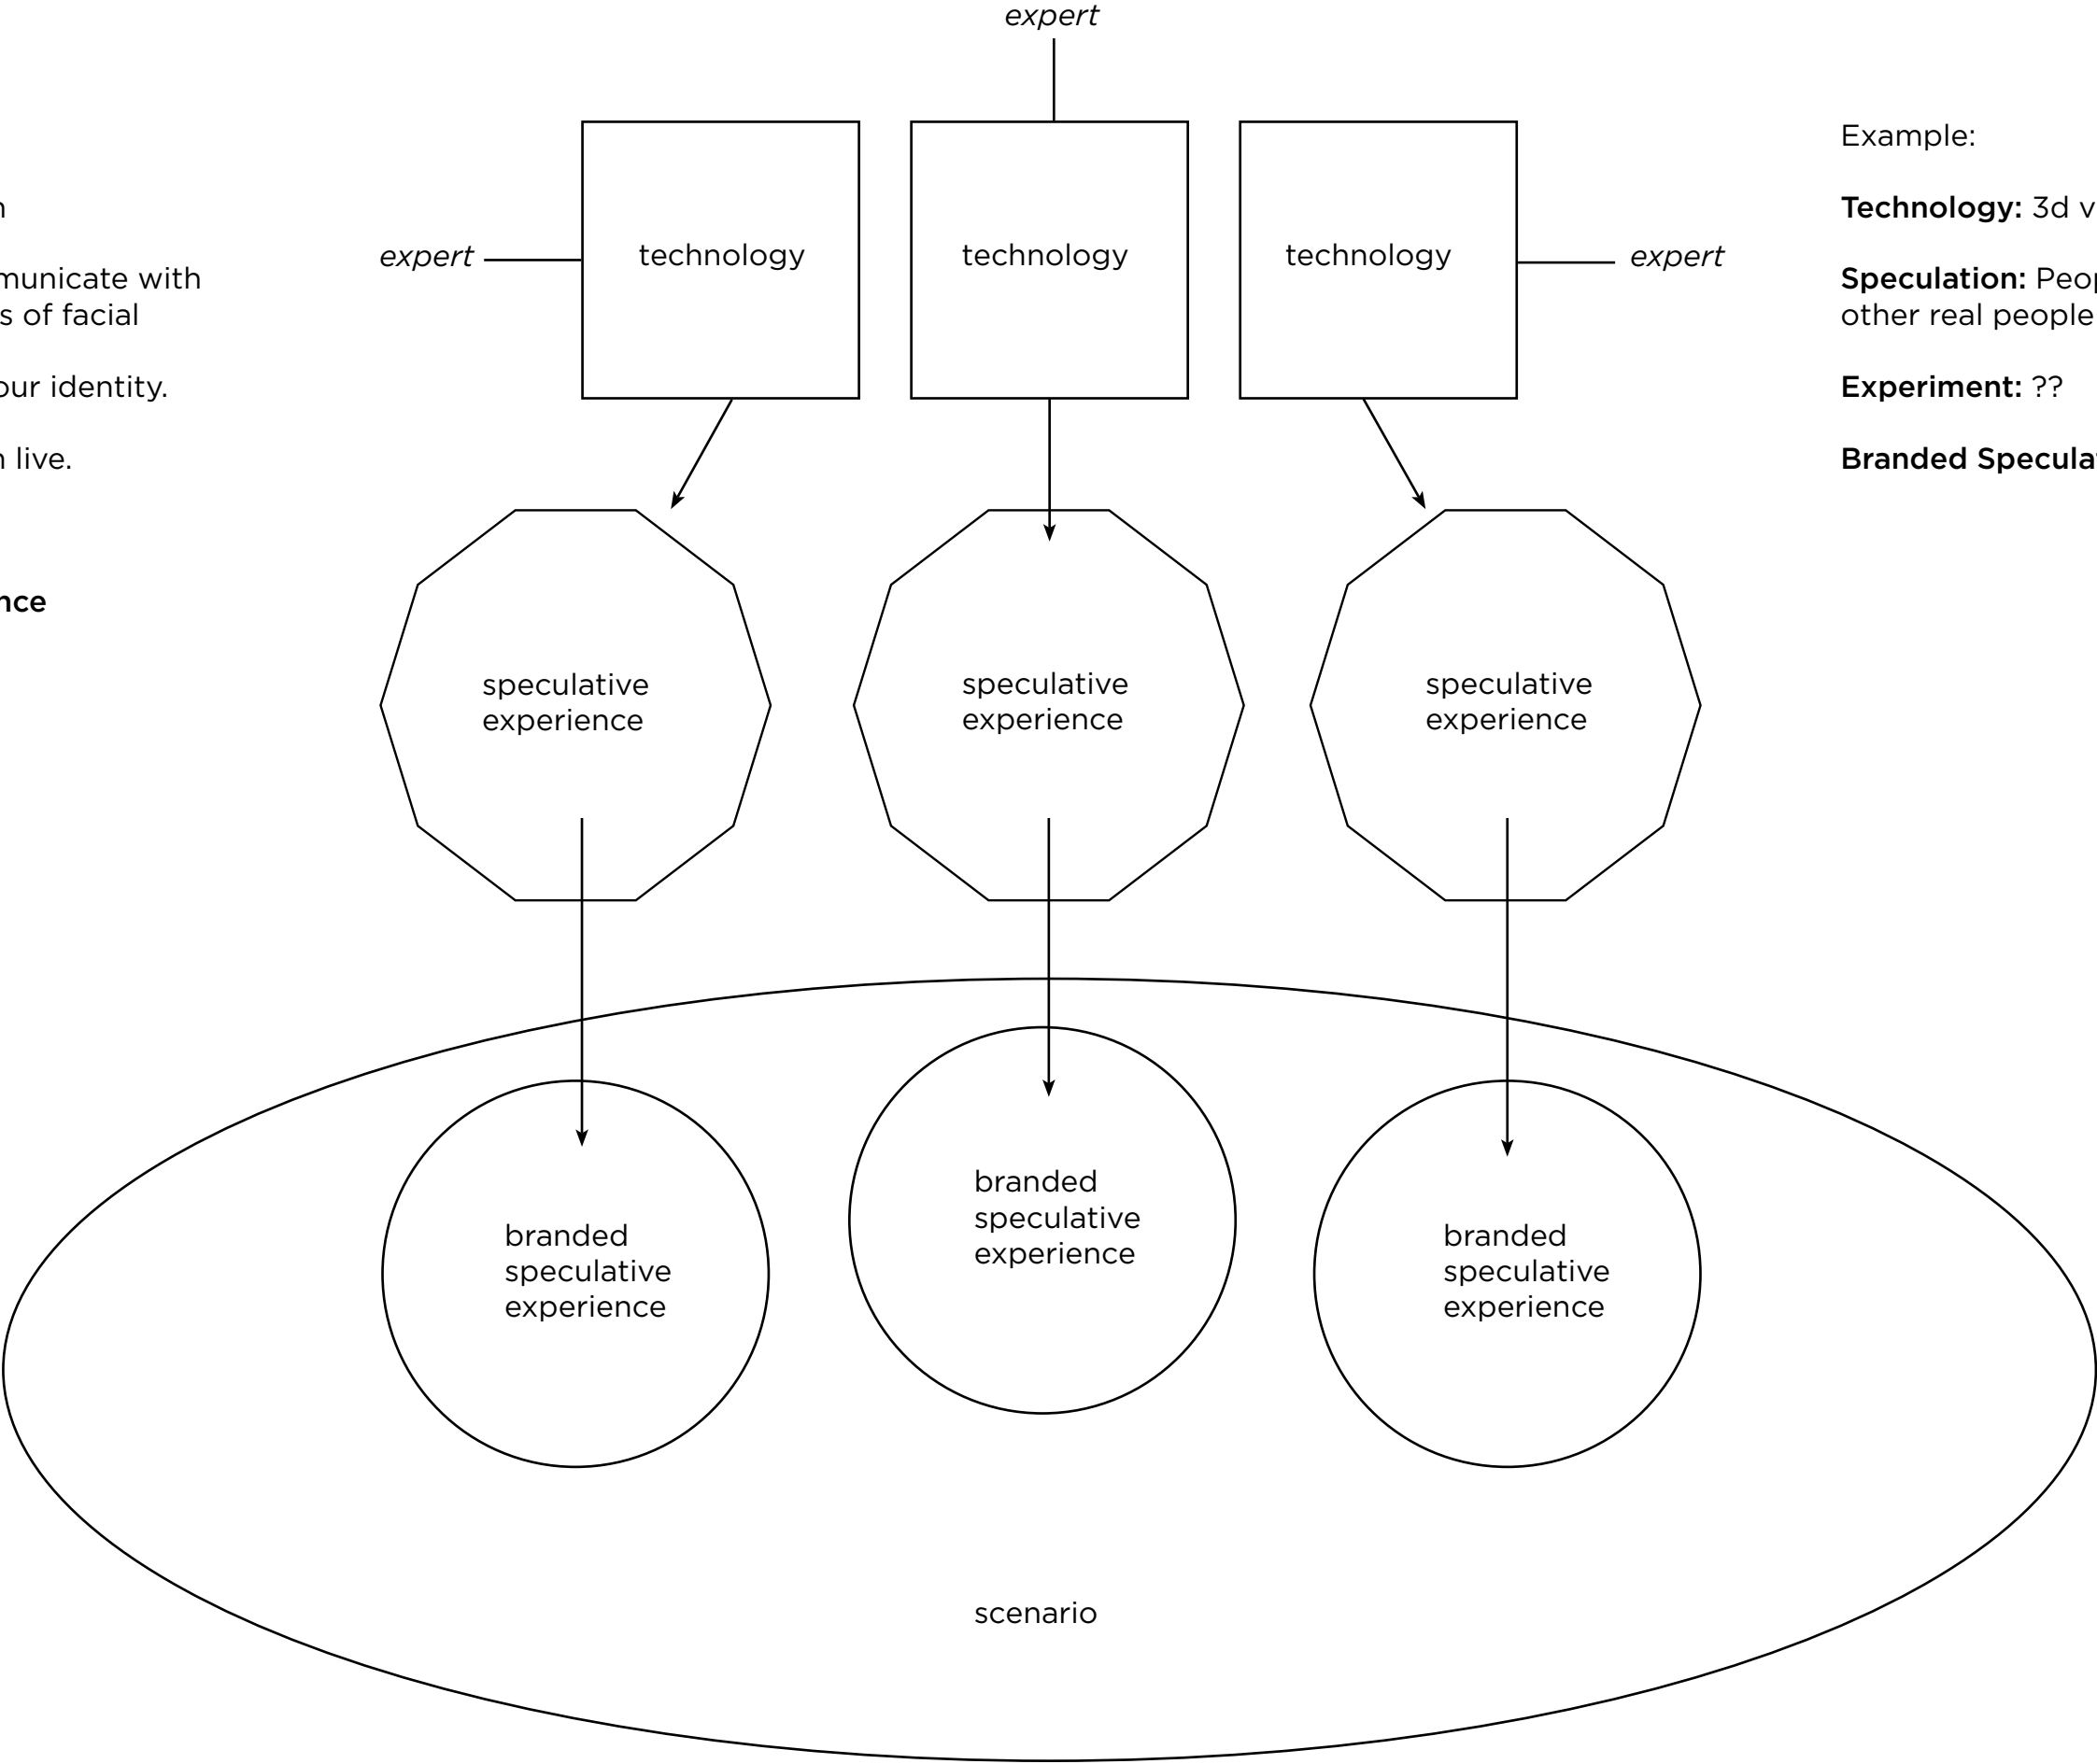 expert
n
municate with
s of facial
our identity.
n live.
nce
expert
technology
technology
technology
expert
Example:
Technology: 3d v
Speculation: Peop
other real people
Experiment: ??
Branded Speculat
speculative
experience
speculative
experience
speculative
experience
branded
speculative
experience
branded
speculative
experience
branded
speculative
experience
scenario